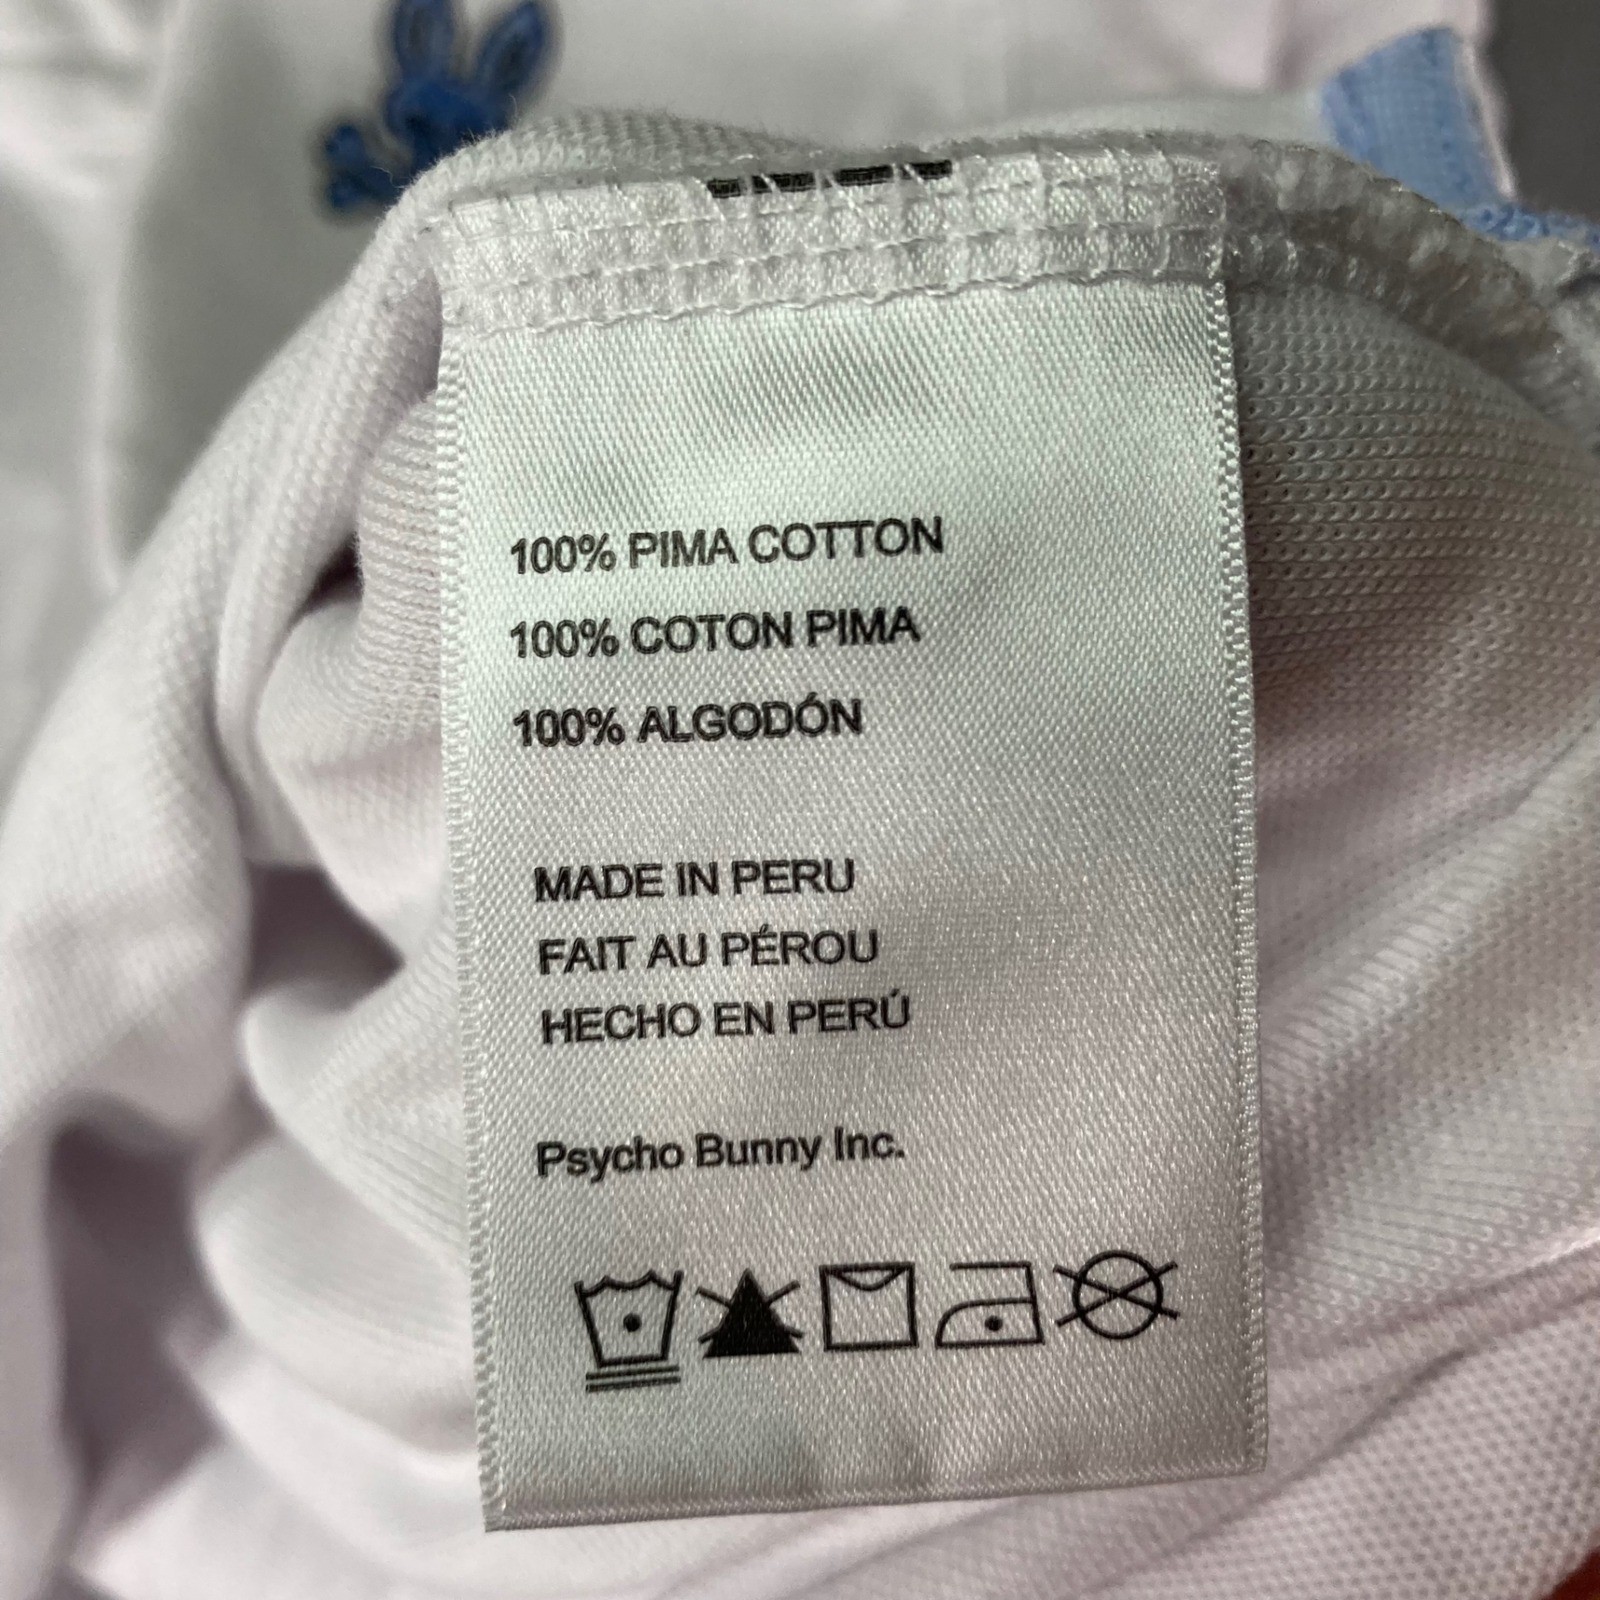 100% PIMA COTTON
100% COTON PIMA
100% ALGODÓN
MADE IN PERU
FAIT AU PÉROU
HECHO EN PERÚ
Psycho Bunny Inc.